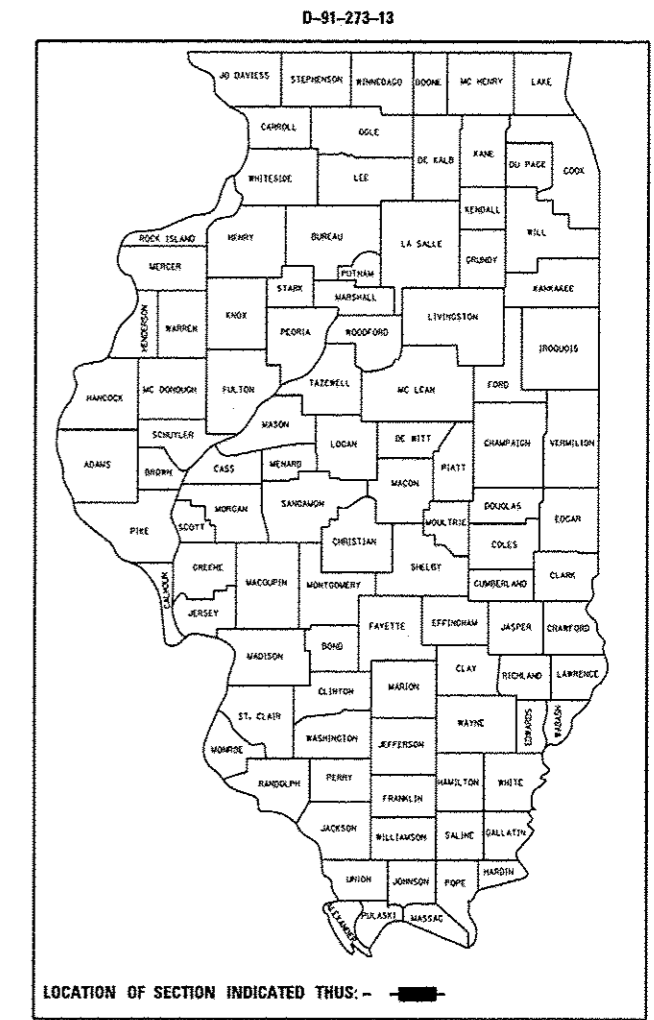 D-91-273-13
JO DAVIESS STEPHENSON WINNEBAGO BOONE MC HENRY LAKE
CARROLL OGLE DE KALB KANE DU PAGE COOK
WHITESIDE LEE KENDALL WILL
ROCK ISLAND HENRY BUREAU LA SALLE GRUNDY
MERCER STARK PUTNAM MARSHALL KANKAKEE
HENDERSON WARREN KNOX PEORIA WOODFORD LIVINGSTON IROQUOIS
HANCOCK MC DONOUGH FULTON TAZEWELL MC LEAN FORD
SCHUYLER MASON LOGAN DE WITT CHAMPAIGN VERMILION
ADAMS BROWN CASS MENARD MACON PIATT
PIKE SCOTT MORGAN SANGAMON CHRISTIAN MOULTRIE DOUGLAS EDGAR
COLES
CALHOUN GREENE MACOUPIN MONTGOMERY SHELBY CUMBERLAND CLARK
JERSEY FAYETTE EFFINGHAM JASPER CRAWFORD
MADISON BOND CLAY RICHLAND LAWRENCE
CLINTON MARION
ST. CLAIR WASHINGTON JEFFERSON WAYNE EDWARDS WABASH
MONROE
RANDOLPH PERRY FRANKLIN HAMILTON WHITE
JACKSON WILLIAMSON SALINE GALLATIN
UNION JOHNSON POPE HARDIN
ALEXANDER PULASKI MASSAC
LOCATION OF SECTION INDICATED THUS: -